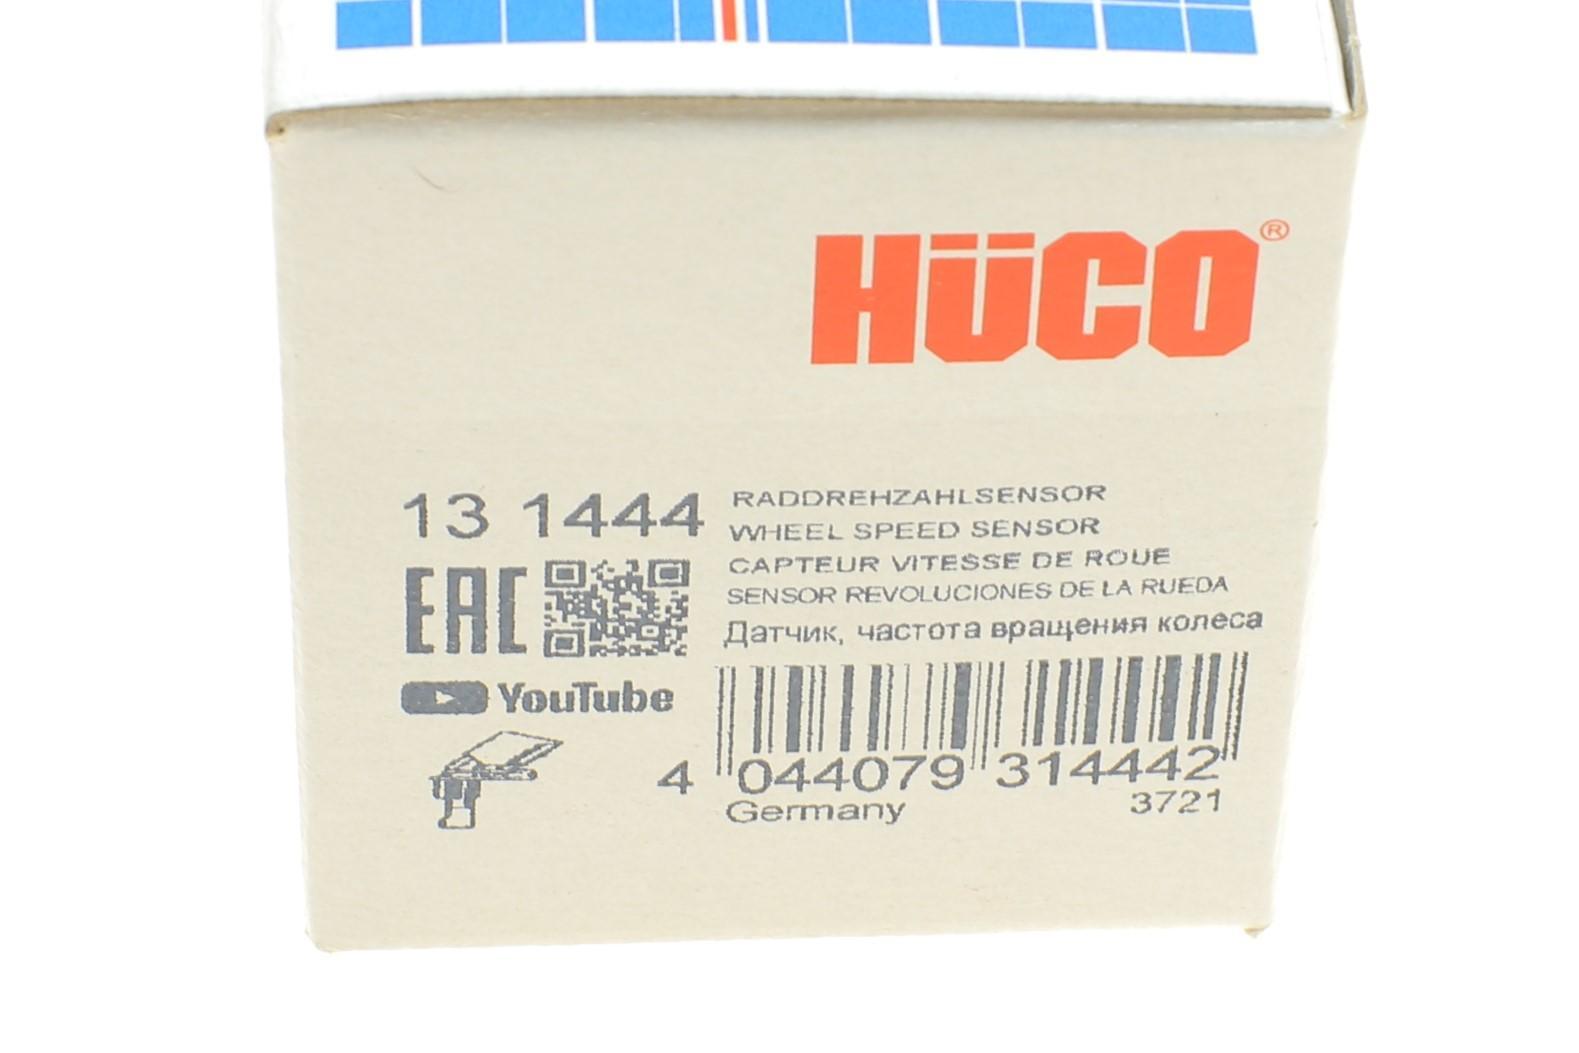 HÜCO®
13 1444
RADDREHZAHLSENSOR
WHEEL SPEED SENSOR
CAPTEUR VITESSE DE ROUE
SENSOR REVOLUCIONES DE LA RUEDA
Датчик, частота вращения колеса
EAC
YouTube
4 044079 314442
Germany
3721